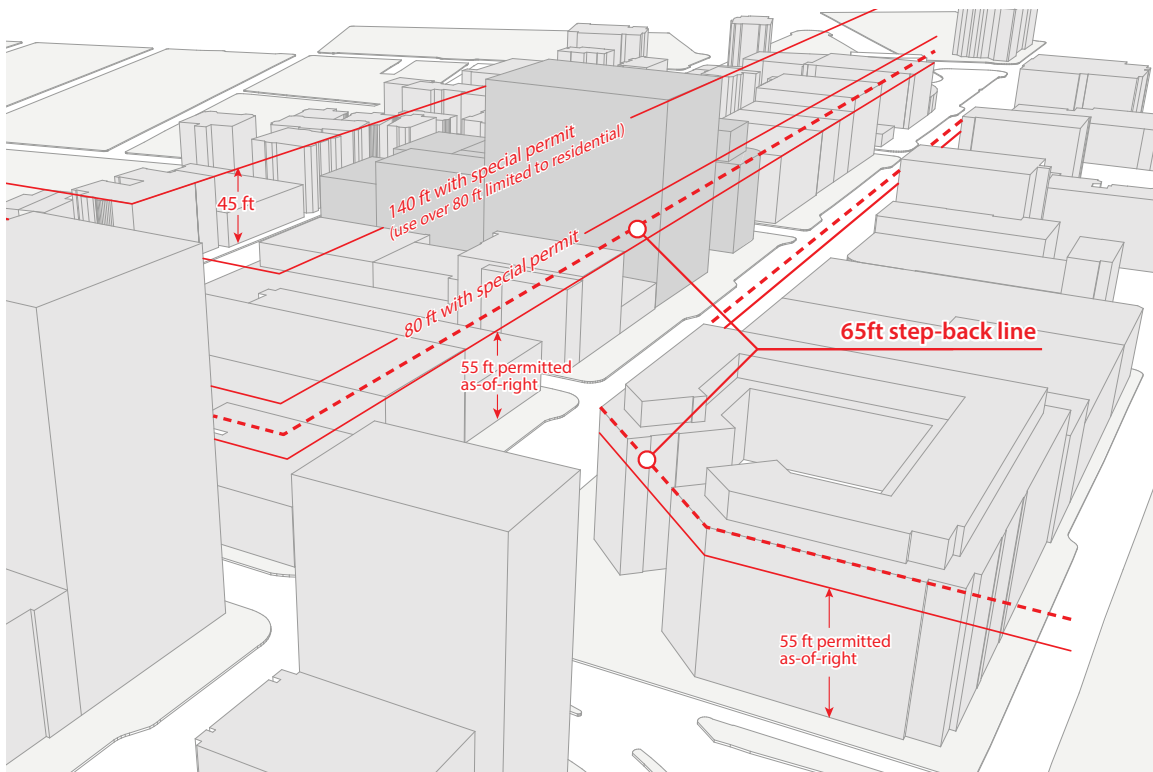 140 ft with special permit
(use over 80 ft limited to residential)
45 ft
80 ft with special permit
65ft step-back line
55 ft permitted
as-of-right
55 ft permitted
as-of-right